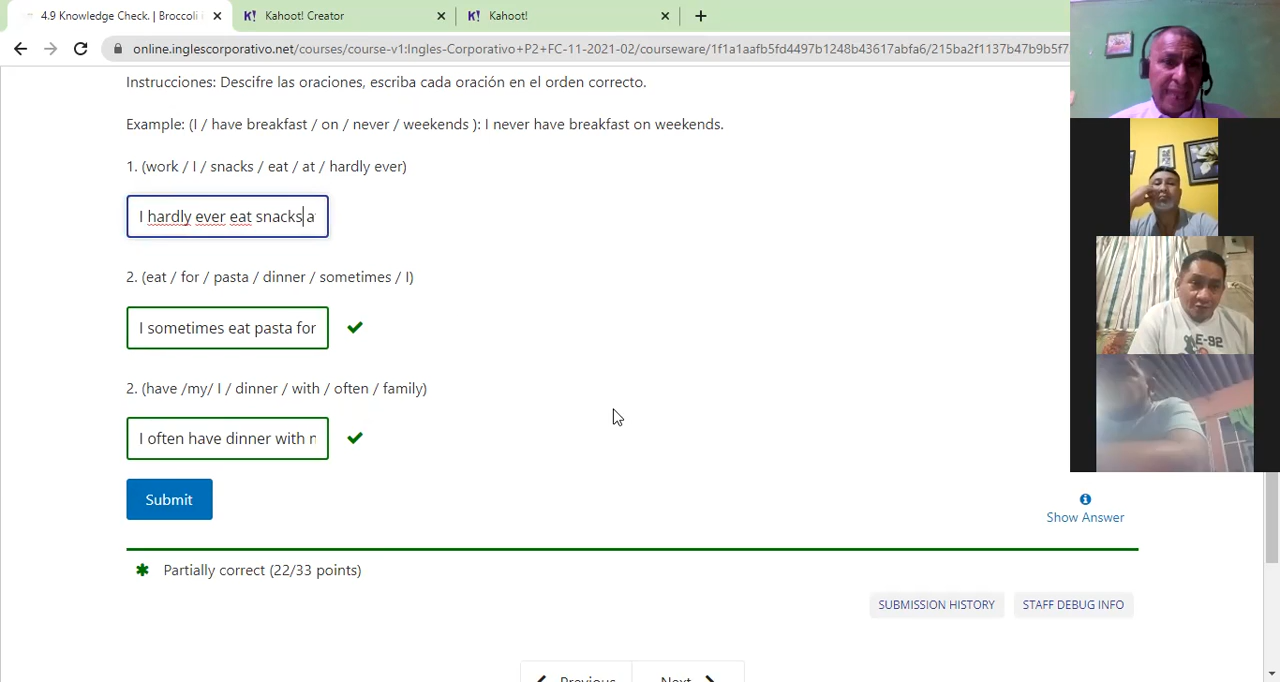 4.9 Knowledge Check. | Broccoli
K! Kahoot! Creator
K! Kahoot!
online.inglescorporativo.net/courses/course-v1:Ingles-Corporativo+P2+FC-11-2021-02/courseware/1f1a1aafb5fd4497b1248b43617abfa6/215ba2f1137b47b9b5f7
Instrucciones: Descifre las oraciones, escriba cada oración en el orden correcto.
Example: (I / have breakfast / on / never / weekends ): I never have breakfast on weekends.
1. (work / I / snacks / eat / at / hardly ever)
I hardly ever eat snacks a
2. (eat / for / pasta / dinner / sometimes / I)
I sometimes eat pasta for
2. (have /my/ I / dinner / with / often / family)
I often have dinner with
Submit
Show Answer
Partially correct (22/33 points)
SUBMISSION HISTORY
STAFF DEBUG INFO
Previous
Next
E-92